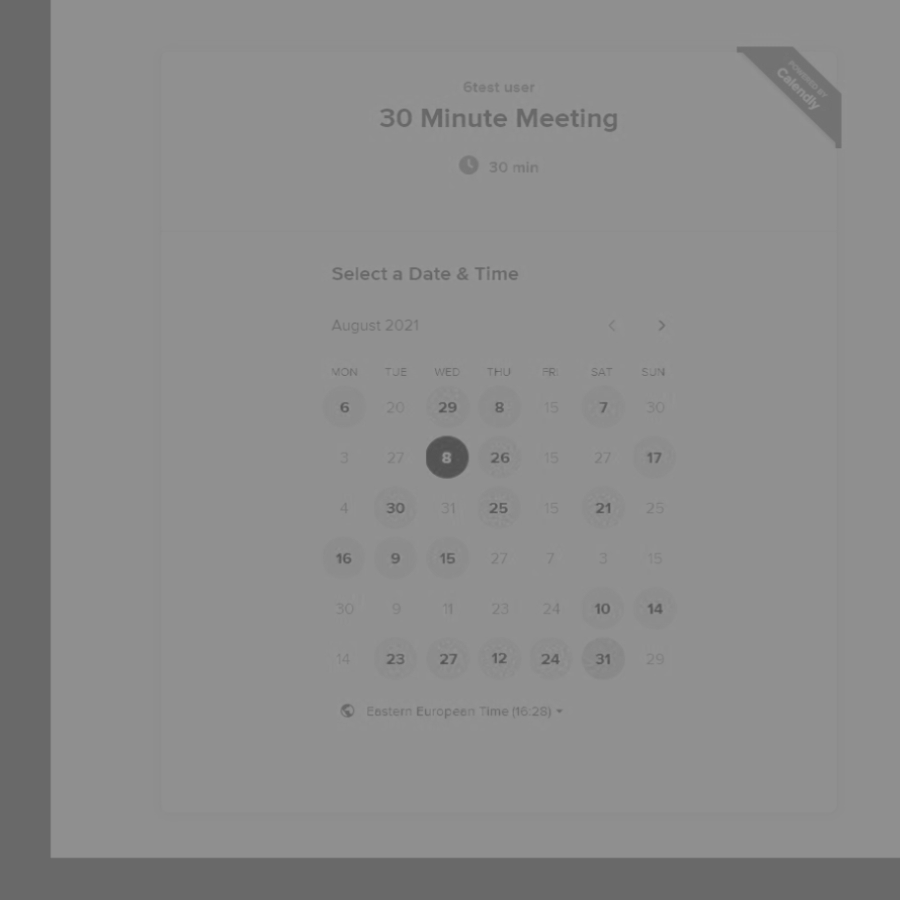 POWERED BY
Calendly
6test user
30 Minute Meeting
30 min
Select a Date & Time
August 2021
MON TUE WED THU FRI SAT SUN
6 20 29 8 15 7 30
3 27 8 26 15 27 17
4 30 31 25 15 21 25
16 9 15 27 7 3 15
30 9 11 23 24 10 14
14 23 27 12 24 31 29
Eastern European Time (16:28)